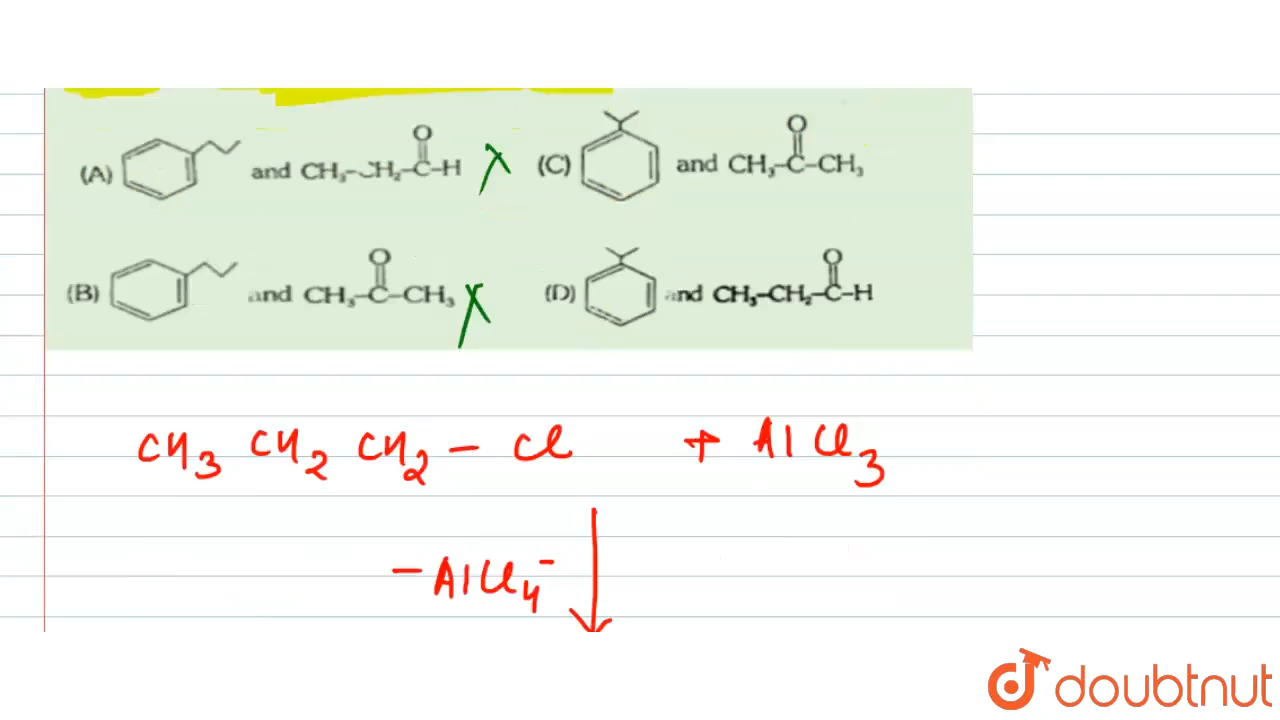 (A) and CH₃-CH₂-C-H (C) and CH₃-C-CH₃
O O
(B) and CH₃-C-CH₃ (D) and CH₃-CH₂-C-H
O O
CH₃ CH₂ CH₂ - Cl + AlCl₃
- AlCl₄⁻
doubtnut